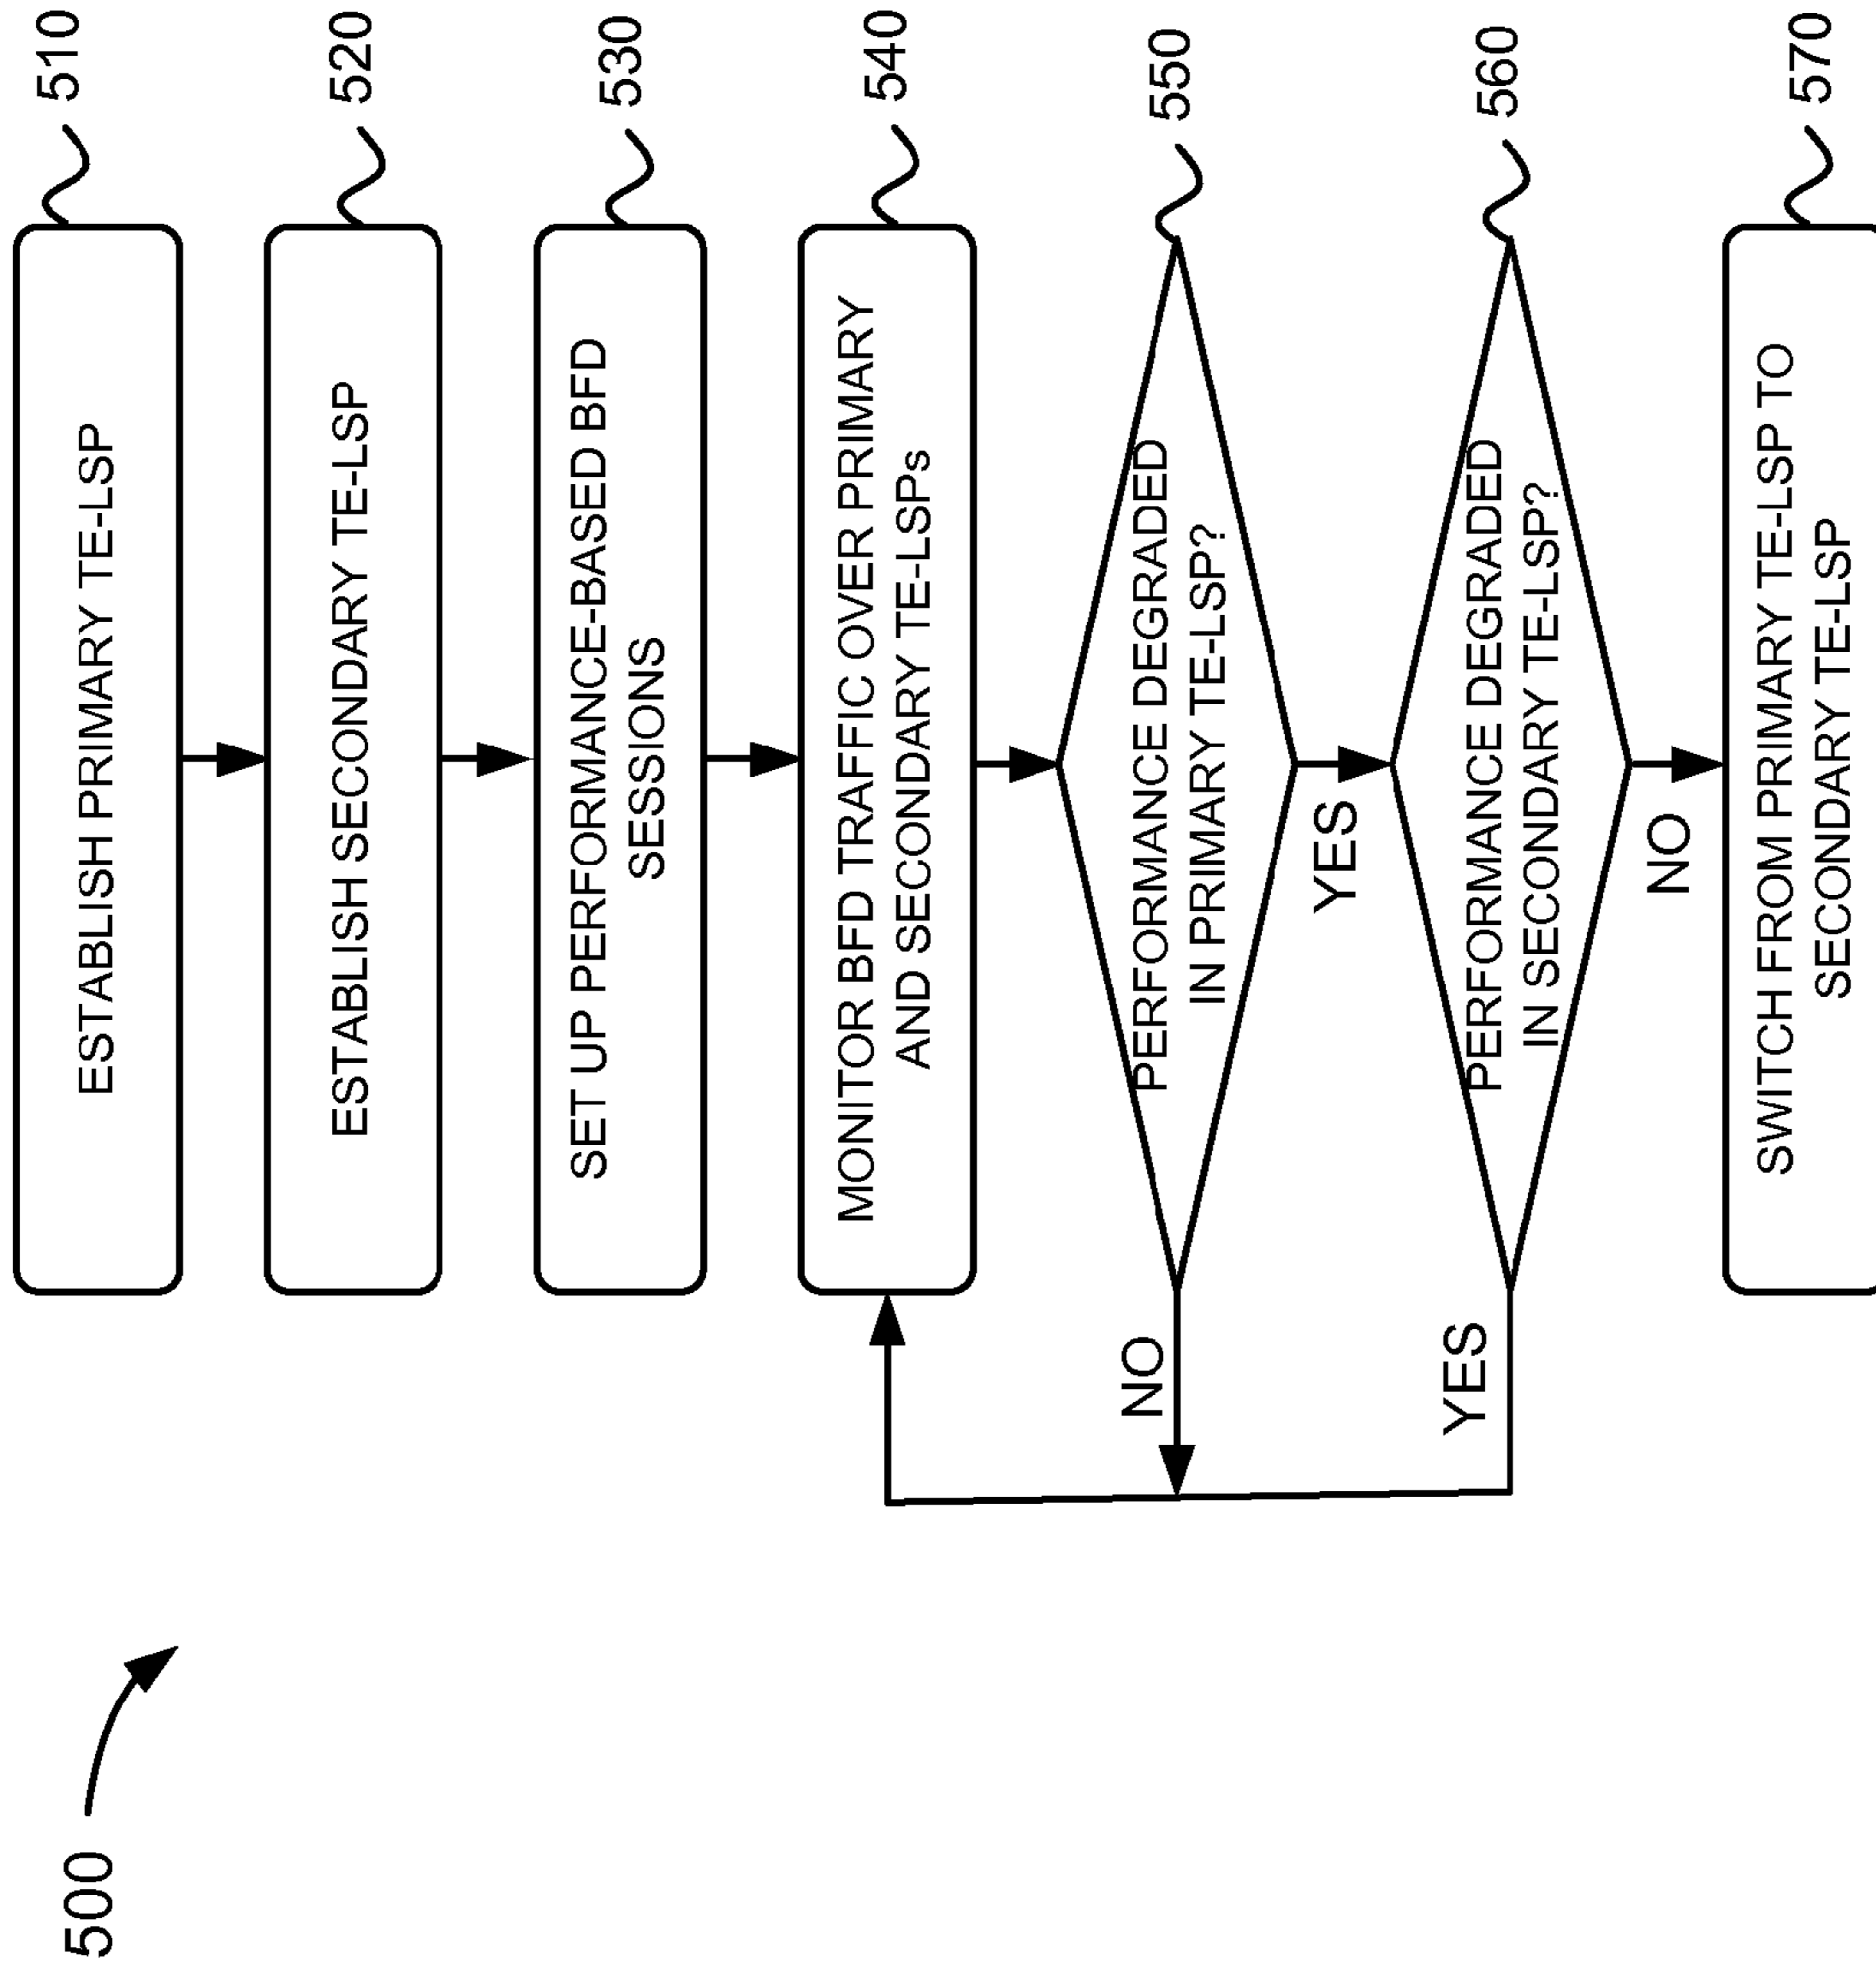 500
ESTABLISH PRIMARY TE-LSP
510
ESTABLISH SECONDARY TE-LSP
520
SET UP PERFORMANCE-BASED BFD
SESSIONS
530
MONITOR BFD TRAFFIC OVER PRIMARY
AND SECONDARY TE-LSPs
540
PERFORMANCE DEGRADED
IN PRIMARY TE-LSP?
550
NO
YES
PERFORMANCE DEGRADED
IN SECONDARY TE-LSP?
560
YES
NO
SWITCH FROM PRIMARY TE-LSP TO
SECONDARY TE-LSP
570